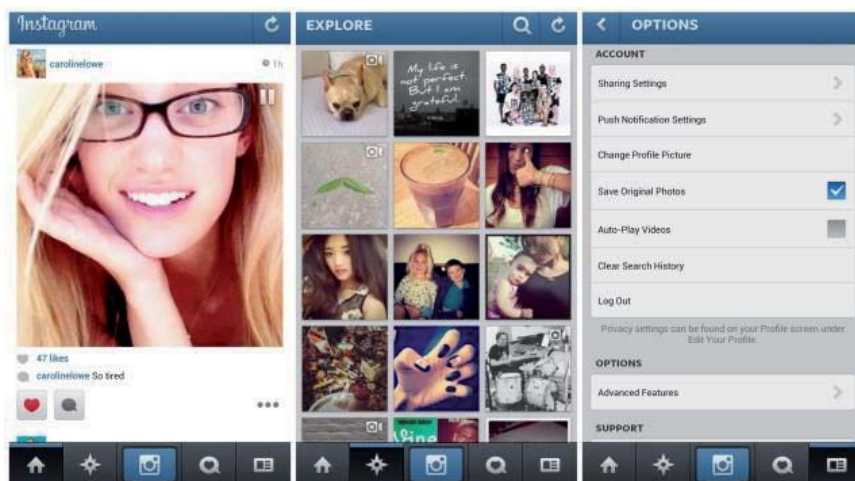 Instagram
carolinelowe
1h
47 likes
carolinelowe So tired
EXPLORE
My life is
not perfect.
But I am
grateful.
OPTIONS
ACCOUNT
Sharing Settings
Push Notification Settings
Change Profile Picture
Save Original Photos
Auto-Play Videos
Clear Search History
Log Out
Privacy settings can be found on your Profile screen under
Edit Your Profile.
OPTIONS
Advanced Features
SUPPORT